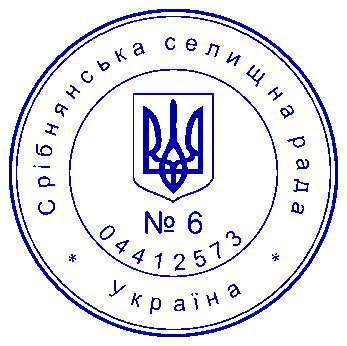 Срібнянська селищна рада
№ 6
04412573
* Україна *